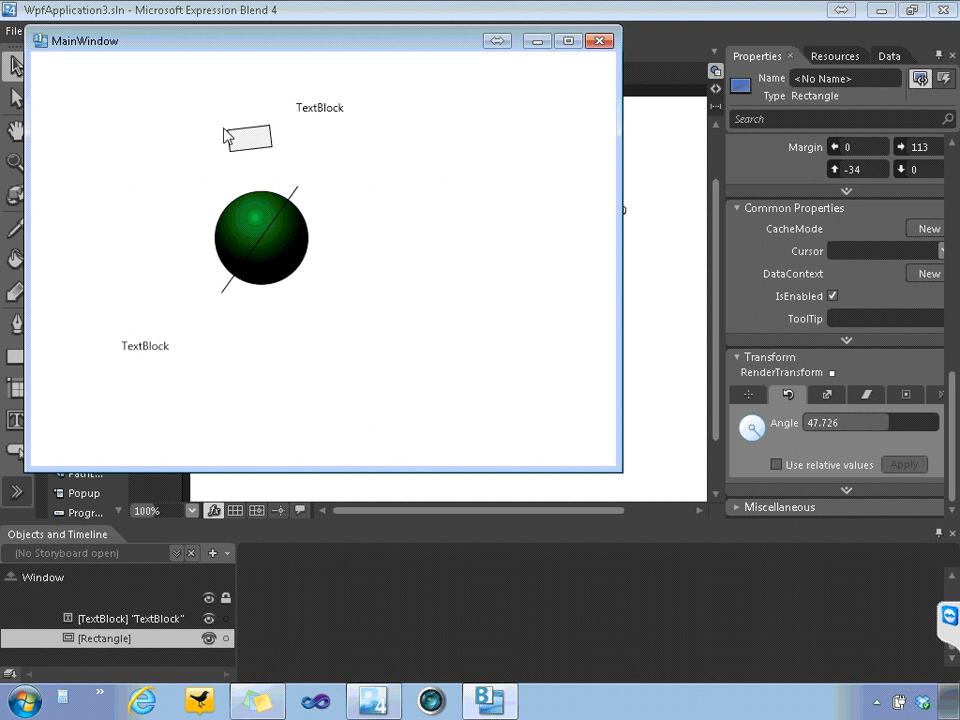 WpfApplication3.sln - Microsoft Expression Blend 4
File
MainWindow
TextBlock
TextBlock
Properties
Resources
Data
Name
<No Name>
Type Rectangle
Search
Margin
0
113
-34
0
Common Properties
CacheMode
New
Cursor
DataContext
New
IsEnabled
ToolTip
Transform
RenderTransform
Angle
47.726
Use relative values
Apply
Miscellaneous
Popup
Progr...
100%
Objects and Timeline
(No Storyboard open)
Window
[TextBlock] "TextBlock"
[Rectangle]